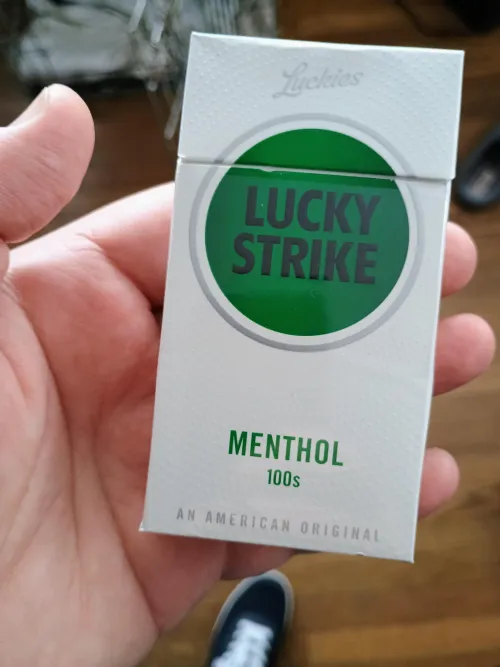 Luckies
LUCKY
STRIKE
MENTHOL
100s
AN AMERICAN ORIGINAL